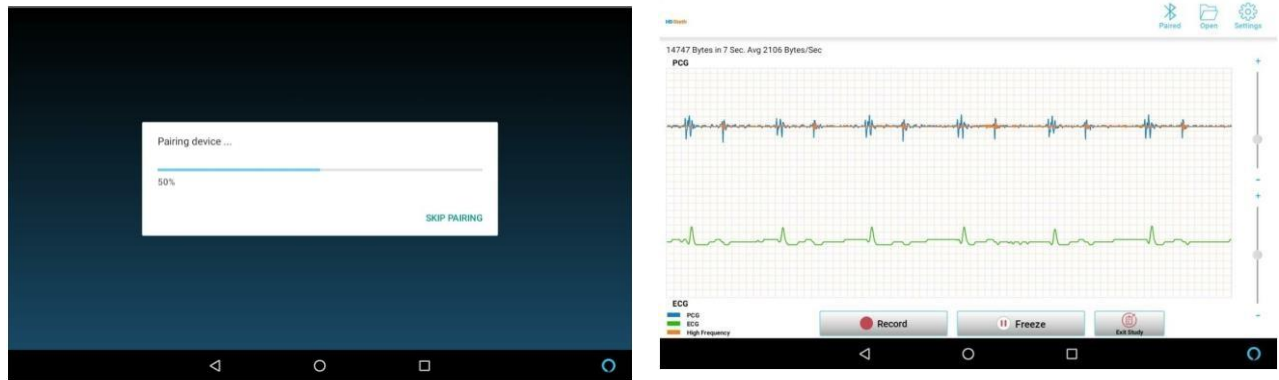 Pairing device ...
50%
SKIP PAIRING
Paired
Open
Settings
14747 Bytes in 7 Sec. Avg 2106 Bytes/Sec
PCG
+
-
+
-
ECG
PCG
ECG
High Frequency
Record
Freeze
Exit Study